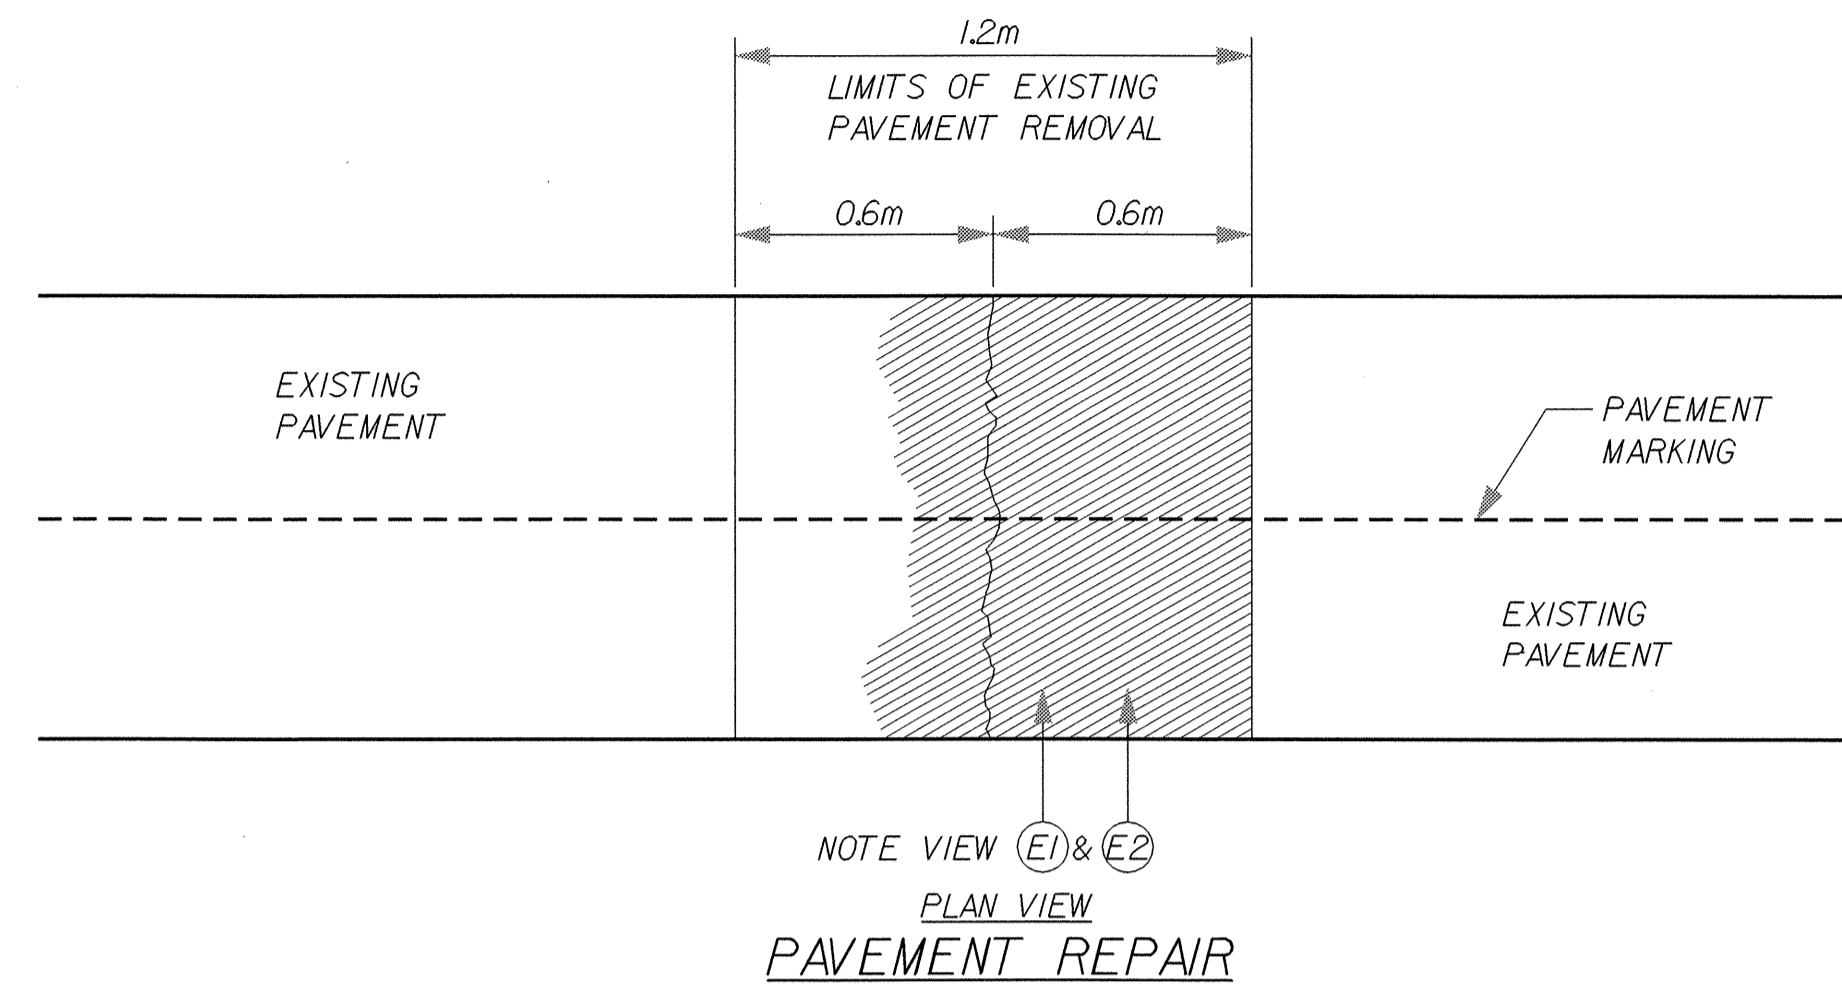 1.2m
LIMITS OF EXISTING
PAVEMENT REMOVAL
0.6m
0.6m
EXISTING
PAVEMENT
PAVEMENT
MARKING
EXISTING
PAVEMENT
NOTE VIEW E1 & E2
PLAN VIEW
PAVEMENT REPAIR